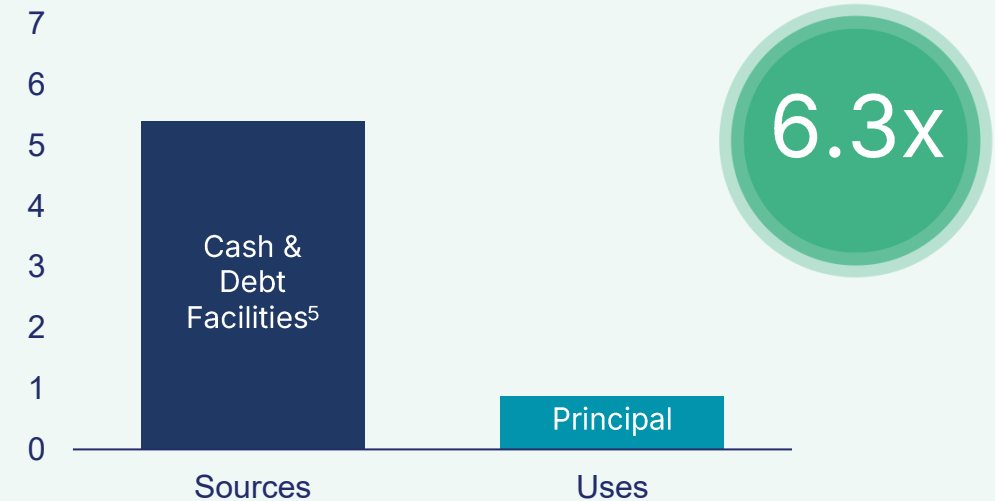 7
6
5
4
3
2
1
0
Cash &
Debt
Facilities⁵
Principal
Sources
Uses
6.3x